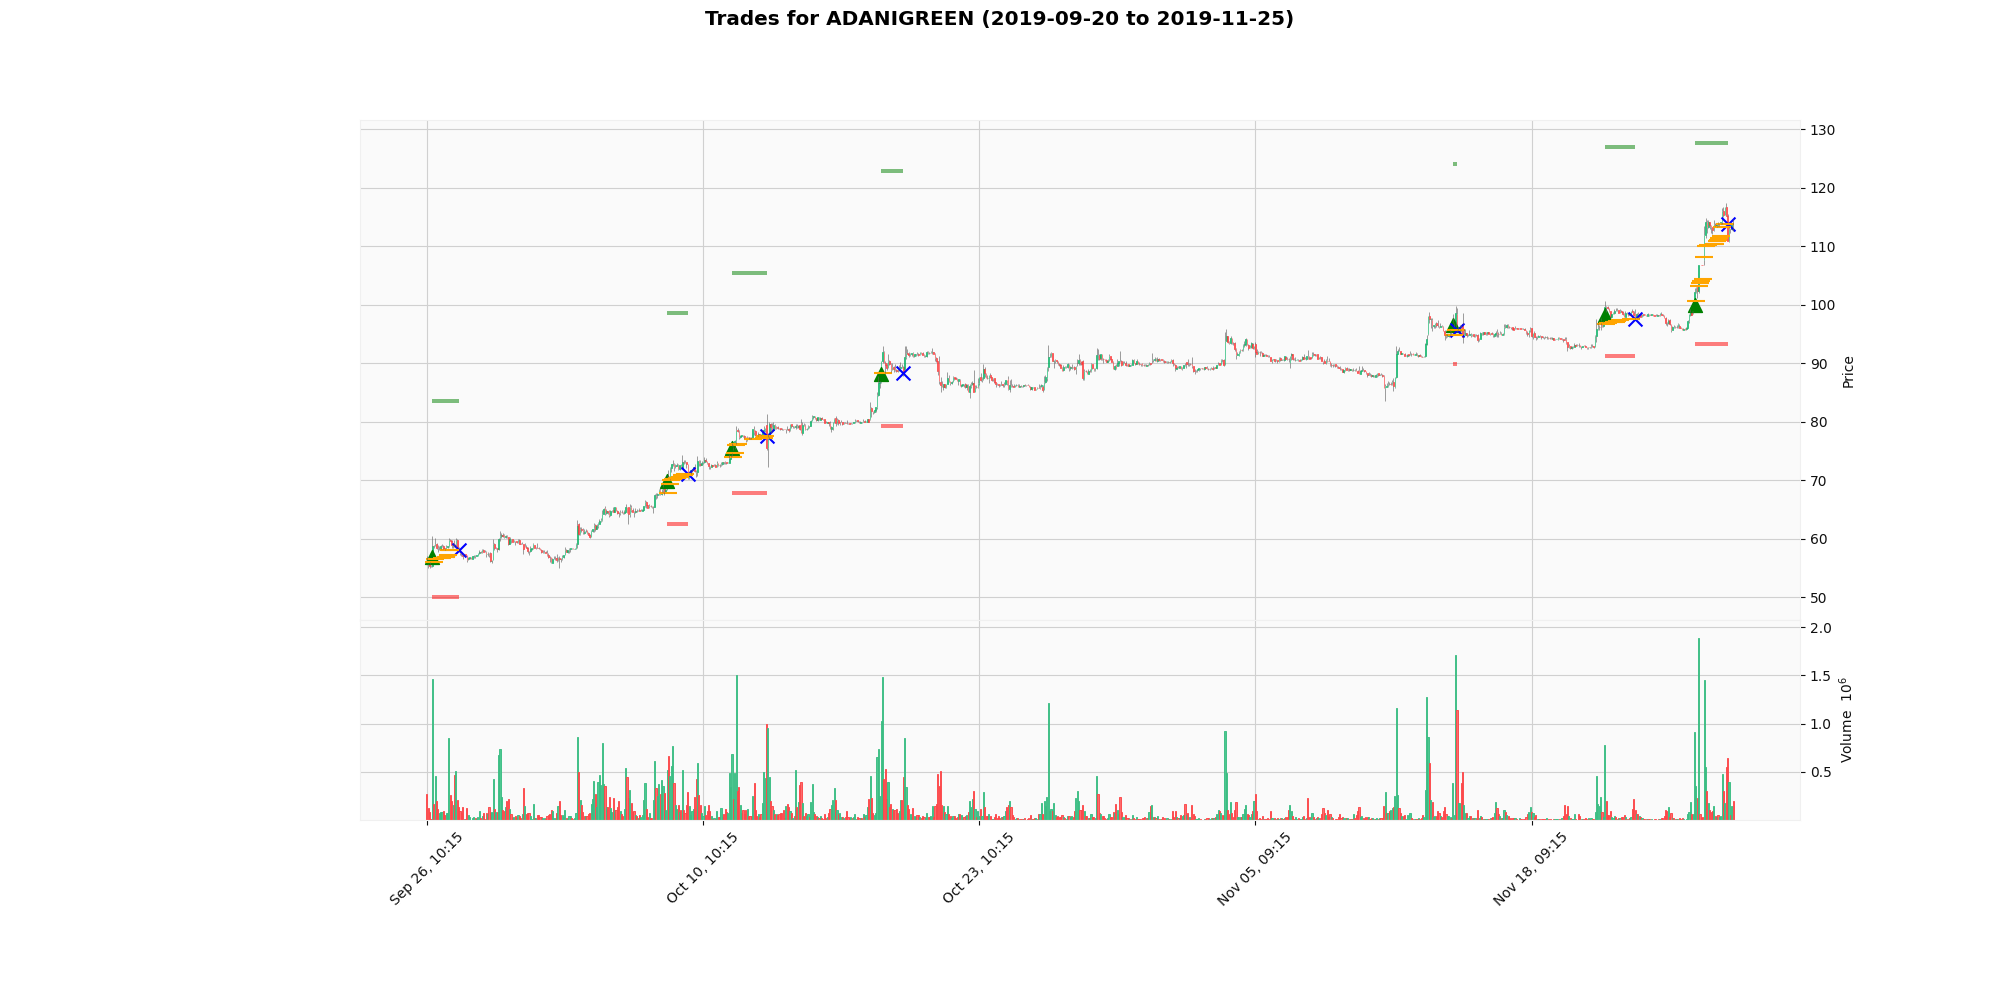 Trades for ADANIGREEN (2019-09-20 to 2019-11-25)
130
120
110
100
90
80
70
60
50
Price
2.0
1.5
1.0
0.5
Volume 10^6
Sep 26, 10:15
Oct 10, 10:15
Oct 23, 10:15
Nov 05, 09:15
Nov 18, 09:15